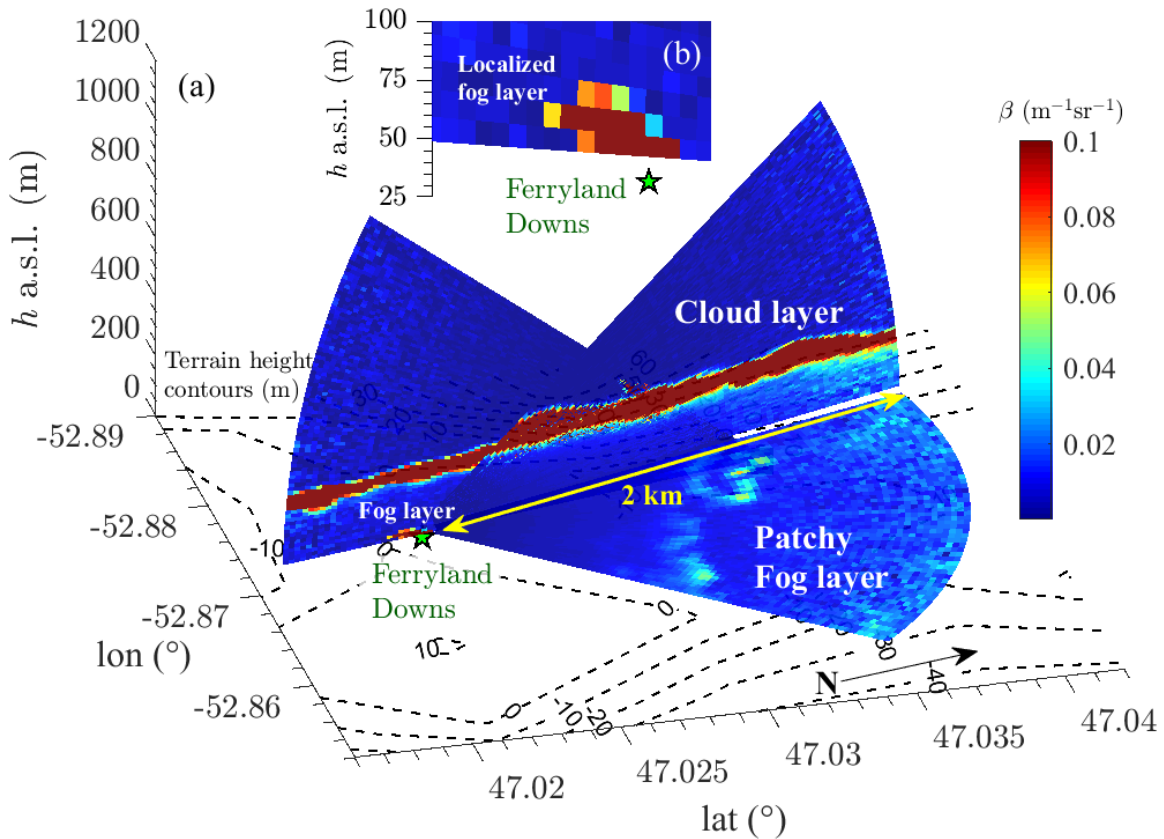 1200
1000
800
600
400
200
0
h a.s.l. (m)
(a)
100
75
50
25
h a.s.l. (m)
(b)
Localized
fog layer
Ferryland
Downs
β (m⁻¹sr⁻¹)
0.1
0.08
0.06
0.04
0.02
Cloud layer
Terrain height
contours (m)
30
20
10
60
0
Fog layer
2 km
Patchy
Fog layer
Ferryland
Downs
-10
0
10
0
-10
-20
-30
-40
N
-52.89
-52.88
-52.87
-52.86
lon (°)
47.02
47.025
47.03
47.035
47.04
lat (°)